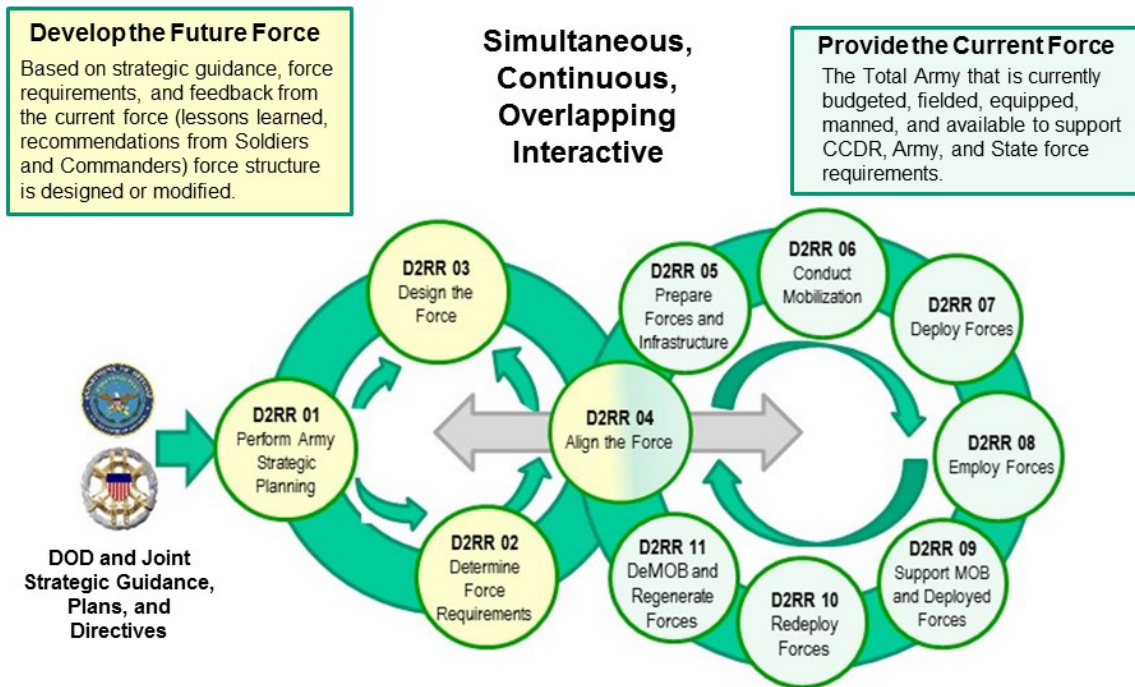 Develop the Future Force
Based on strategic guidance, force
requirements, and feedback from
the current force (lessons learned,
recommendations from Soldiers
and Commanders) force structure
is designed or modified.
Simultaneous,
Continuous,
Overlapping
Interactive
Provide the Current Force
The Total Army that is currently
budgeted, fielded, equipped,
manned, and available to support
CCDR, Army, and State force
requirements.
D2RR 03
Design the
Force
D2RR 05
Prepare
Forces and
Infrastructure
D2RR 06
Conduct
Mobilization
D2RR 07
Deploy Forces
D2RR 01
Perform Army
Strategic
Planning
D2RR 04
Align the Force
D2RR 08
Employ Forces
D2RR 02
Determine
Force
Requirements
D2RR 11
DeMOB and
Regenerate
Forces
D2RR 10
Redeploy
Forces
D2RR 09
Support MOB
and Deployed
Forces
DOD and Joint
Strategic Guidance,
Plans, and
Directives